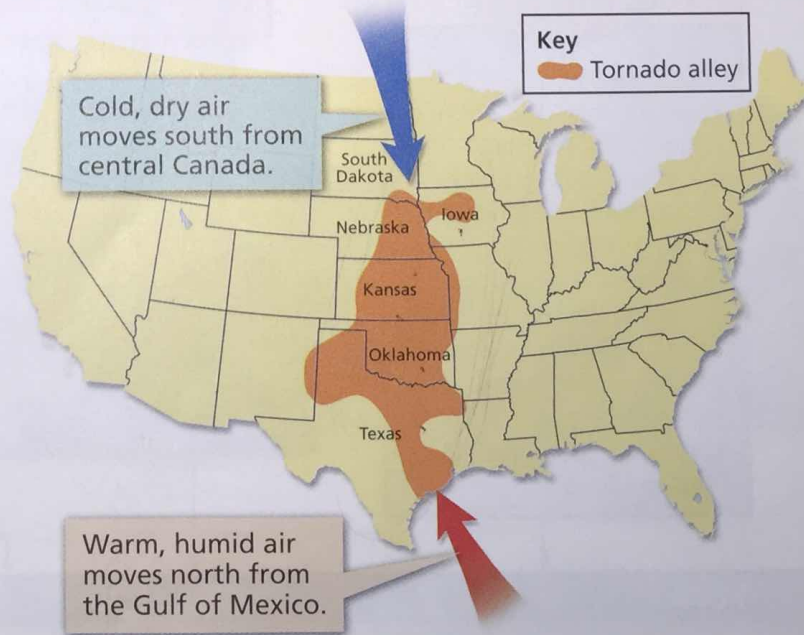 Key
Tornado alley
Cold, dry air
moves south from
central Canada.
South
Dakota
Iowa
Nebraska
Kansas
Oklahoma
Texas
Warm, humid air
moves north from
the Gulf of Mexico.